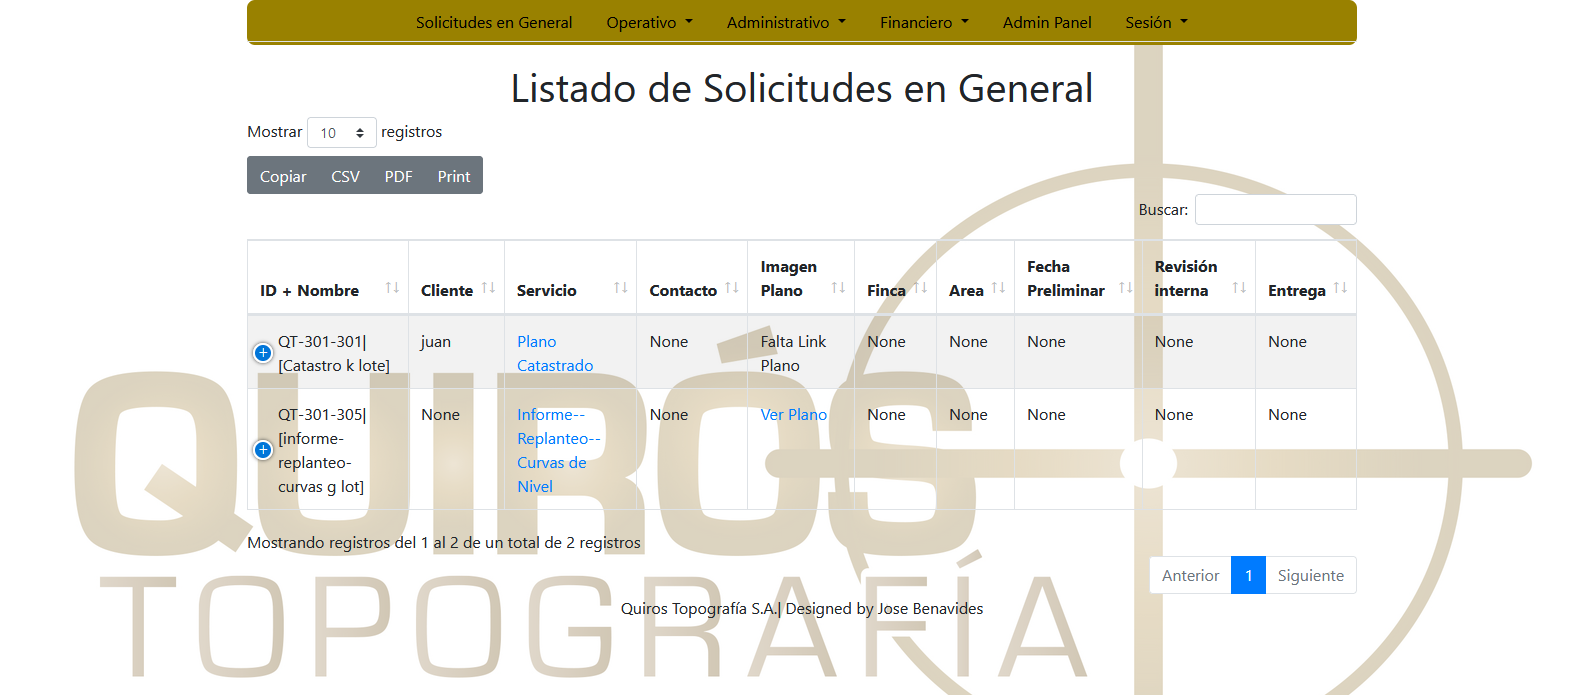 Solicitudes en General Operativo Administrativo Financiero Admin Panel Sesión
Listado de Solicitudes en General
Mostrar 10 registros
Copiar CSV PDF Print
Buscar:
ID + Nombre Cliente Servicio Contacto Imagen Plano Finca Area Fecha Preliminar Revisión interna Entrega
QT-301-301| juan Plano None Falta Link None None None None None
[Catastro k lote] Catastrado Plano
QT-301-305| None Informe-- None Ver Plano None None None None None
[informe- Replanteo--
replanteo- Curvas de
curvas g lot] Nivel
QUIRÓS
Mostrando registros del 1 al 2 de un total de 2 registros
Anterior 1 Siguiente
TOPOGRAFÍA
Quiros Topografía S.A.| Designed by Jose Benavides